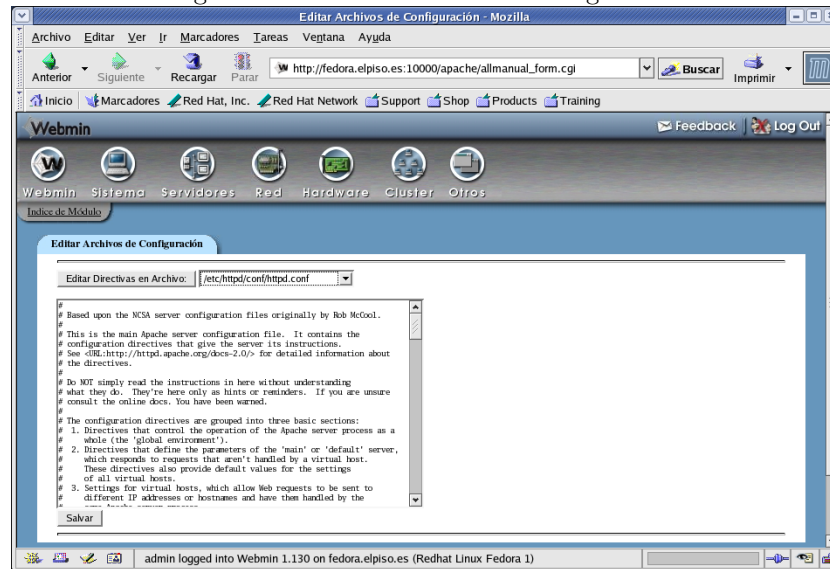 Editar Archivos de Configuración - Mozilla
Archivo Editar Ver Ir Marcadores Tareas Ventana Ayuda
Anterior Siguiente Recargar Parar http://fedora.elpiso.es:10000/apache/allmanual_form.cgi Buscar Imprimir
Inicio Marcadores Red Hat, Inc. Red Hat Network Support Shop Products Training
Webmin Feedback Log Out
Webmin Sistema Servidores Red Hardware Cluster Otros
Indice de Módulo
Editar Archivos de Configuración
Editar Directivas en Archivo: /etc/httpd/conf/httpd.conf
#
# Based upon the NCSA server configuration files originally by Rob McCool.
#
# This is the main Apache server configuration file. It contains the
# configuration directives that give the server its instructions.
# See <URL:http://httpd.apache.org/docs-2.0/> for detailed information about
# the directives.
#
# Do NOT simply read the instructions in here without understanding
# what they do. They're here only as hints or reminders. If you are unsure
# consult the online docs. You have been warned.
#
# The configuration directives are grouped into three basic sections:
# 1. Directives that control the operation of the Apache server process as a
# whole (the 'global environment').
# 2. Directives that define the parameters of the 'main' or 'default' server,
# which responds to requests that aren't handled by a virtual host.
# These directives also provide default values for the settings
# of all virtual hosts.
# 3. Settings for virtual hosts, which allow Web requests to be sent to
# different IP addresses or hostnames and have them handled by the
Salvar
admin logged into Webmin 1.130 on fedora.elpiso.es (Redhat Linux Fedora 1)